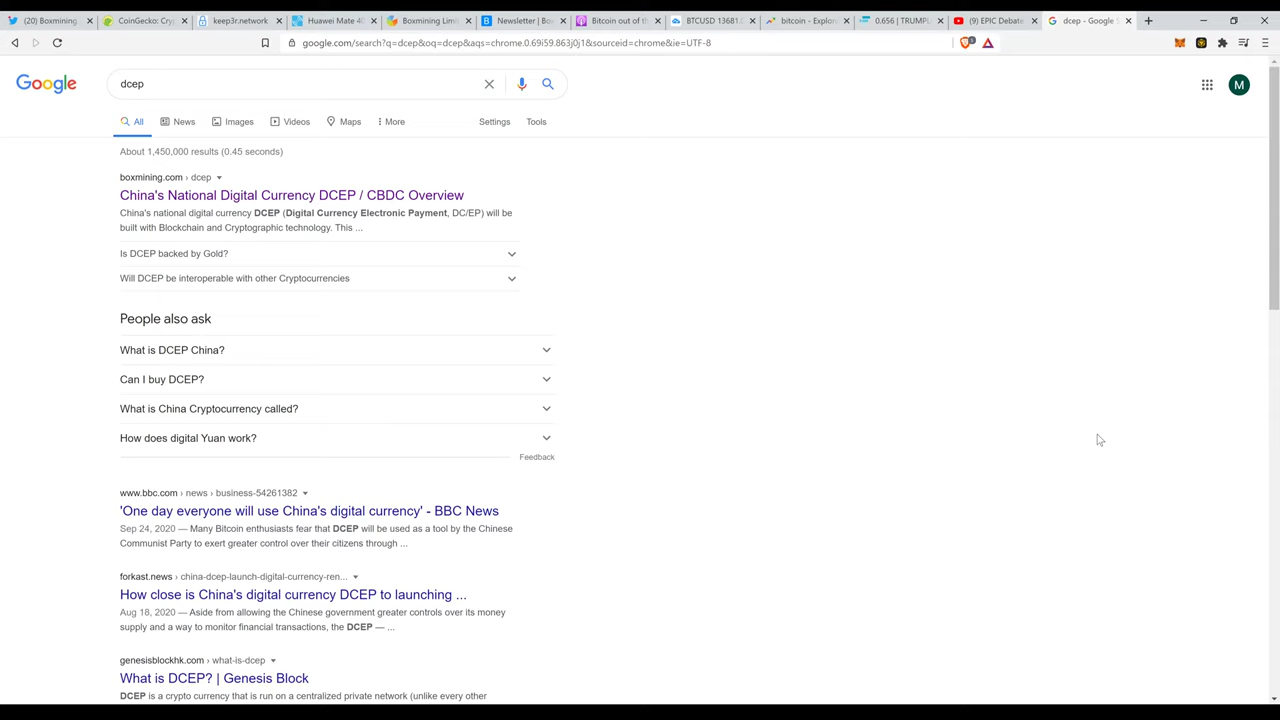 (20) Boxmining
CoinGecko: Cry
keep3r.network
Huawei Mate 40
Boxmining Limi
Newsletter | Box
Bitcoin out of th
BTCUSD 13681.0
bitcoin - Explor
0.656 | TRUMPL
(9) EPIC Debate
dcep - Google S
google.com/search?q=dcep&oq=dcep&aqs=chrome.0.69i59.863j0j1&sourceid=chrome&ie=UTF-8
Google
dcep
M
All News Images Videos Maps More Settings Tools
About 1,450,000 results (0.45 seconds)
boxmining.com › dcep
China's National Digital Currency DCEP / CBDC Overview
China's national digital currency DCEP (Digital Currency Electronic Payment, DC/EP) will be
built with Blockchain and Cryptographic technology. This ...
Is DCEP backed by Gold?
Will DCEP be interoperable with other Cryptocurrencies
People also ask
What is DCEP China?
Can I buy DCEP?
What is China Cryptocurrency called?
How does digital Yuan work?
Feedback
www.bbc.com › news › business-54261382
'One day everyone will use China's digital currency' - BBC News
Sep 24, 2020 — Many Bitcoin enthusiasts fear that DCEP will be used as a tool by the Chinese
Communist Party to exert greater control over their citizens through ...
forkast.news › china-dcep-launch-digital-currency-ren...
How close is China's digital currency DCEP to launching ...
Aug 18, 2020 — Aside from allowing the Chinese government greater controls over its money
supply and a way to monitor financial transactions, the DCEP — ...
genesisblockhk.com › what-is-dcep
What is DCEP? | Genesis Block
DCEP is a crypto currency that is run on a centralized private network (unlike every other